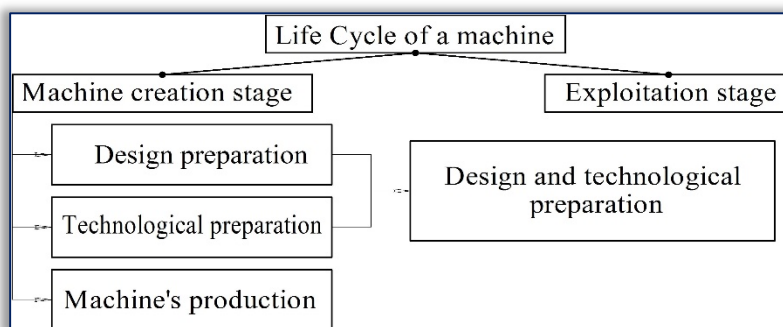 Life Cycle of a machine
Machine creation stage
Exploitation stage
Design preparation
Technological preparation
Machine's production
Design and technological
preparation